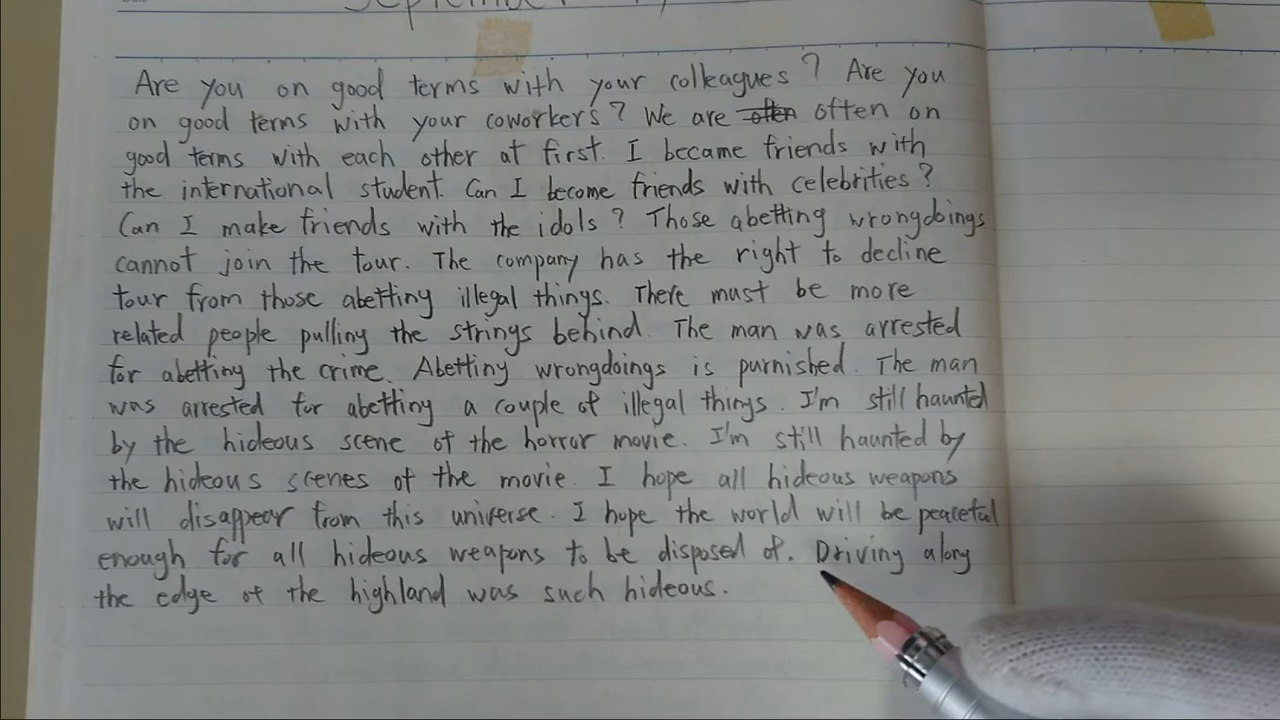 September
Are you on good terms with your colleagues? Are you
on good terms with your coworkers? We are often often on
good terms with each other at first. I became friends with
the international student. Can I become friends with celebrities?
Can I make friends with the idols? Those abetting wrongdoings
cannot join the tour. The company has the right to decline
tour from those abetting illegal things. There must be more
related people pulling the strings behind. The man was arrested
for abetting the crime. Abetting wrongdoings is purnished. The man
was arrested for abetting a couple of illegal things. I'm still haunted
by the hideous scene of the horror movie. I'm still haunted by
the hideous scenes of the movie. I hope all hideous weapons
will disappear from this universe. I hope the world will be peaceful
enough for all hideous weapons to be disposed of. Driving along
the edge of the highland was such hideous.